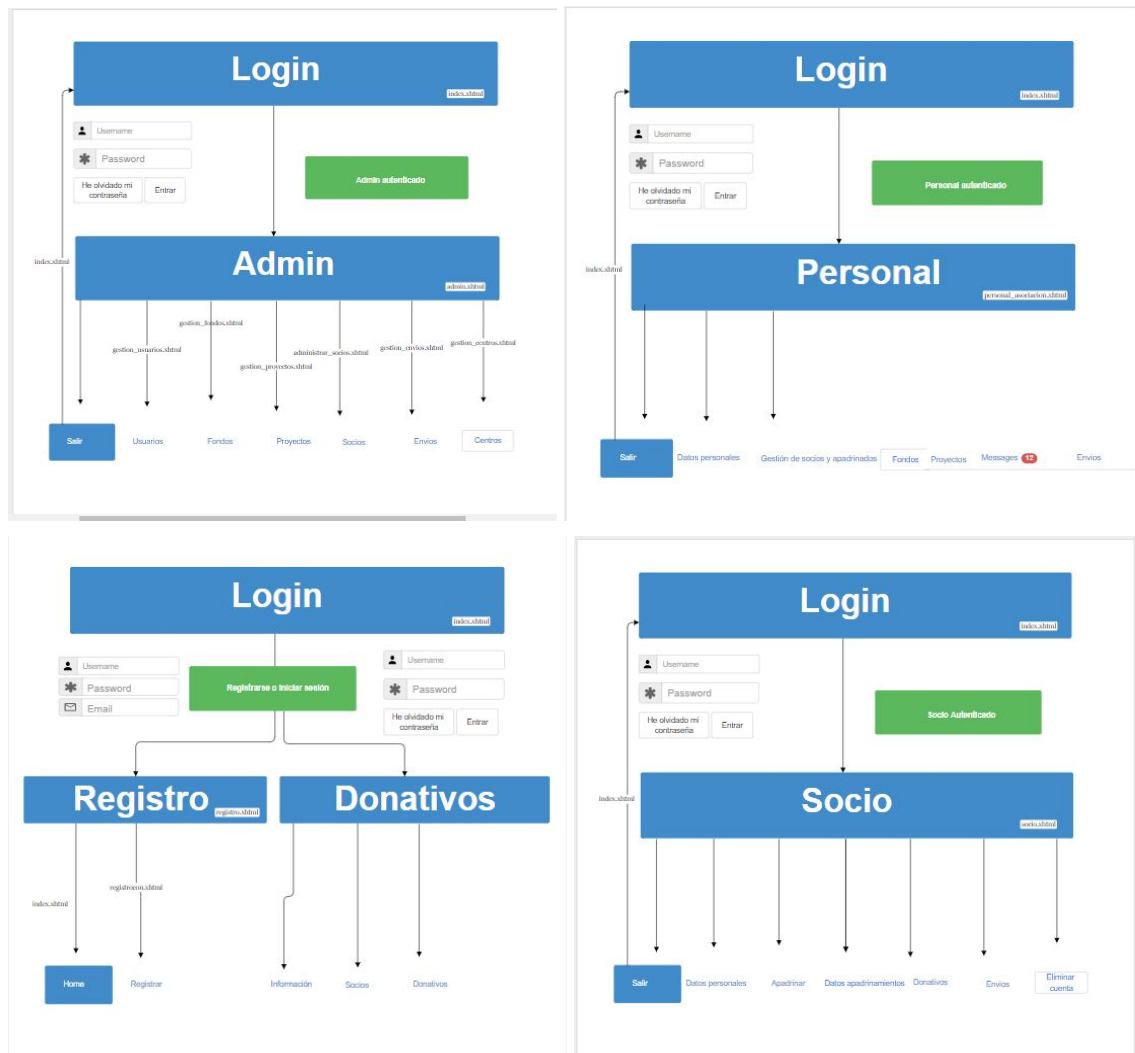 Login
index.xhtml
Username
Password
He olvidado mi
contraseña
Entrar
Admin autenticado
index.xhtml
Admin
admin.xhtml
gestion_fondos.xhtml
gestion_usuarios.xhtml
administrar_socios.xhtml
gestion_envios.xhtml
gestion_centros.xhtml
gestion_proyectos.xhtml
Salir
Usuarios
Fondos
Proyectos
Socios
Envios
Centros
Login
index.xhtml
Username
Password
He olvidado mi
contraseña
Entrar
Personal autenticado
index.xhtml
Personal
personal_asociacion.xhtml
Salir
Datos personales
Gestión de socios y apadrinados
Fondos
Proyectos
Messages 12
Envios
Login
index.xhtml
Username
Password
Email
Registrarse o Iniciar sesión
Username
Password
He olvidado mi
contraseña
Entrar
Registro
registro.xhtml
Donativos
registrocon.xhtml
index.xhtml
Home
Registrar
Información
Socios
Donativos
Login
index.xhtml
Username
Password
He olvidado mi
contraseña
Entrar
Socio Autenticado
index.xhtml
Socio
socio.xhtml
Salir
Datos personales
Apadrinar
Datos apadrinamientos
Donativos
Envios
Eliminar
cuenta